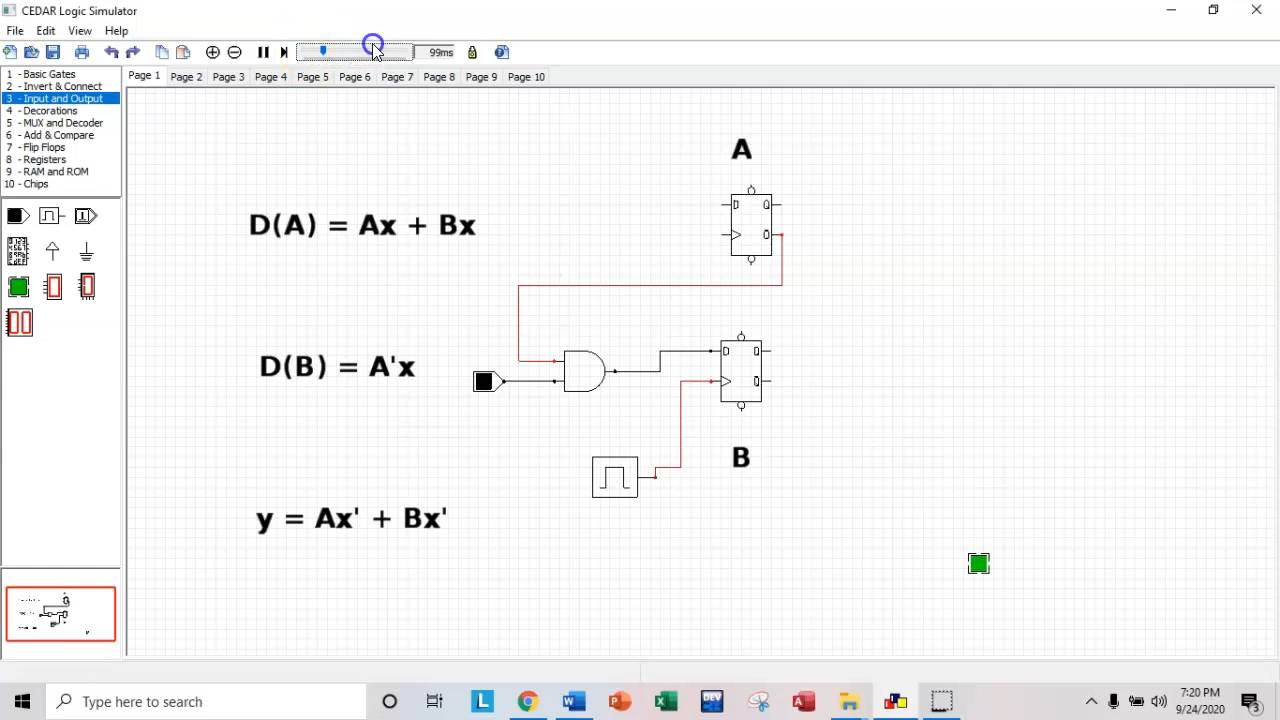 CEDAR Logic Simulator
File Edit View Help
99ms
1 - Basic Gates
2 - Invert & Connect
3 - Input and Output
4 - Decorations
5 - MUX and Decoder
6 - Add & Compare
7 - Flip Flops
8 - Registers
9 - RAM and ROM
10 - Chips
Page 1 Page 2 Page 3 Page 4 Page 5 Page 6 Page 7 Page 8 Page 9 Page 10
A
D Q
Q
D(A) = Ax + Bx
D(B) = A'x
D Q
Q
B
y = Ax' + Bx'
Type here to search
L
DEV
7:20 PM
9/24/2020
3